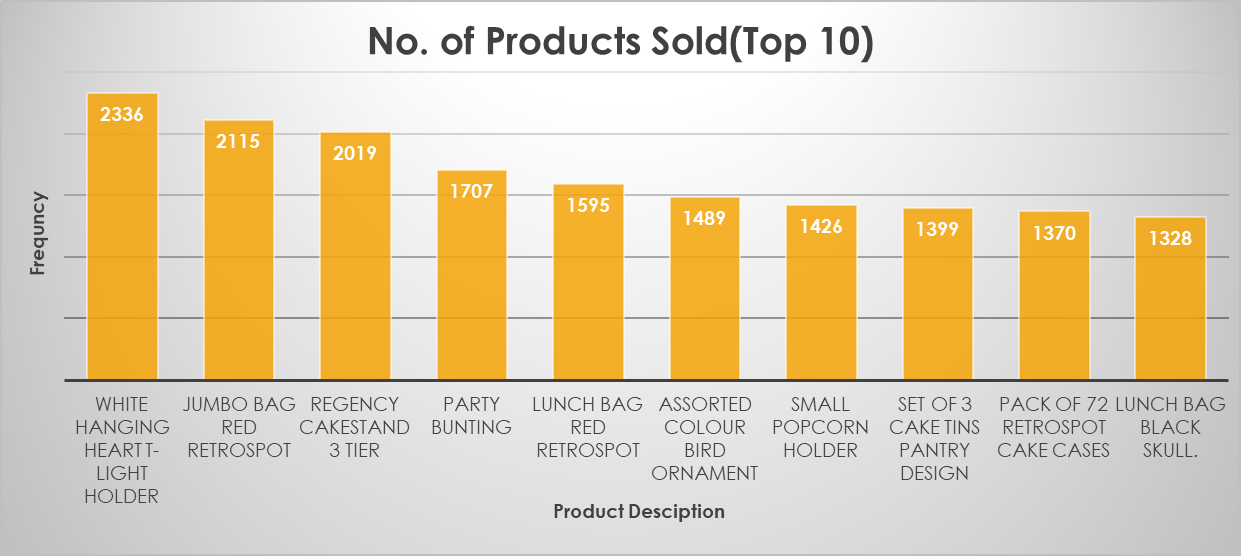 No. of Products Sold(Top 10)
2336
2115
2019
1707
1595
1489
1426
1399
1370
1328
Frequncy
WHITE
HANGING
HEART T-
LIGHT
HOLDER
JUMBO BAG
RED
RETROSPOT
REGENCY
CAKESTAND
3 TIER
PARTY
BUNTING
LUNCH BAG
RED
RETROSPOT
ASSORTED
COLOUR
BIRD
ORNAMENT
SMALL
POPCORN
HOLDER
SET OF 3
CAKE TINS
PANTRY
DESIGN
PACK OF 72
RETROSPOT
CAKE CASES
LUNCH BAG
BLACK
SKULL.
Product Desciption